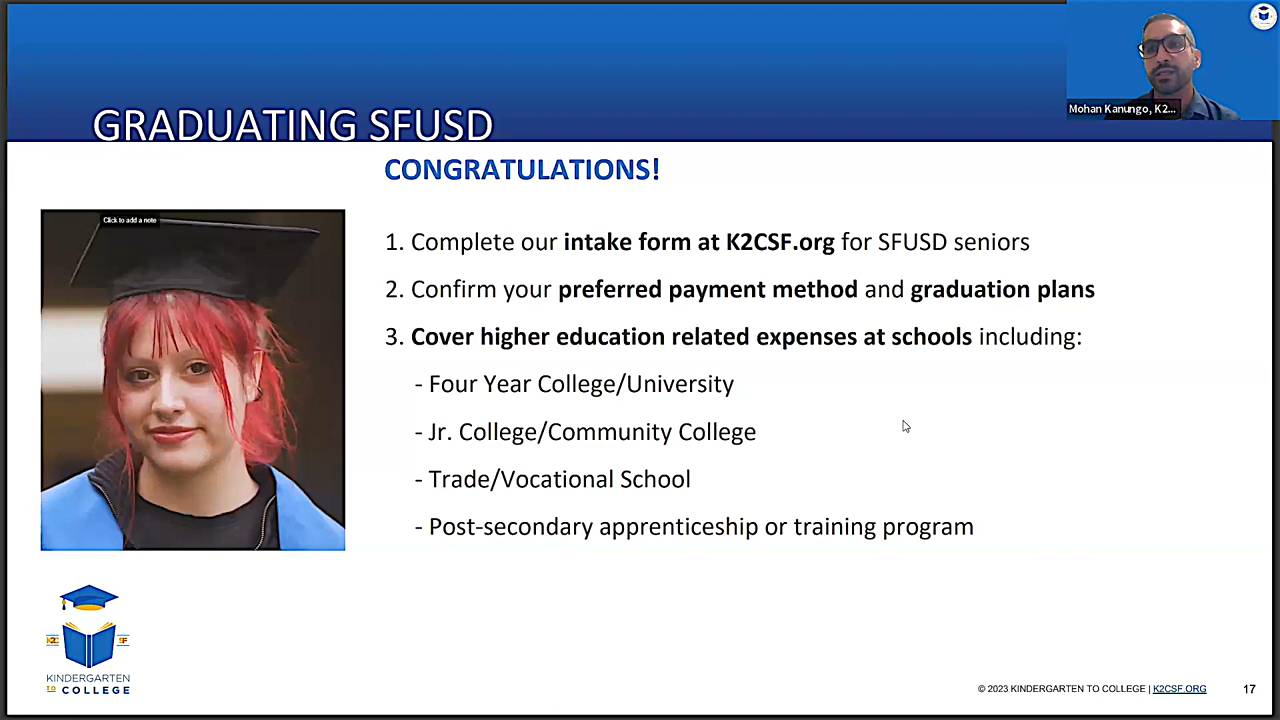 Mohan Kanungo, K2...
GRADUATING SFUSD
CONGRATULATIONS!
Click to add a note
1. Complete our intake form at K2CSF.org for SFUSD seniors
2. Confirm your preferred payment method and graduation plans
3. Cover higher education related expenses at schools including:
- Four Year College/University
- Jr. College/Community College
- Trade/Vocational School
- Post-secondary apprenticeship or training program
K2 SF
KINDERGARTEN
TO COLLEGE
© 2023 KINDERGARTEN TO COLLEGE | K2CSF.ORG 17